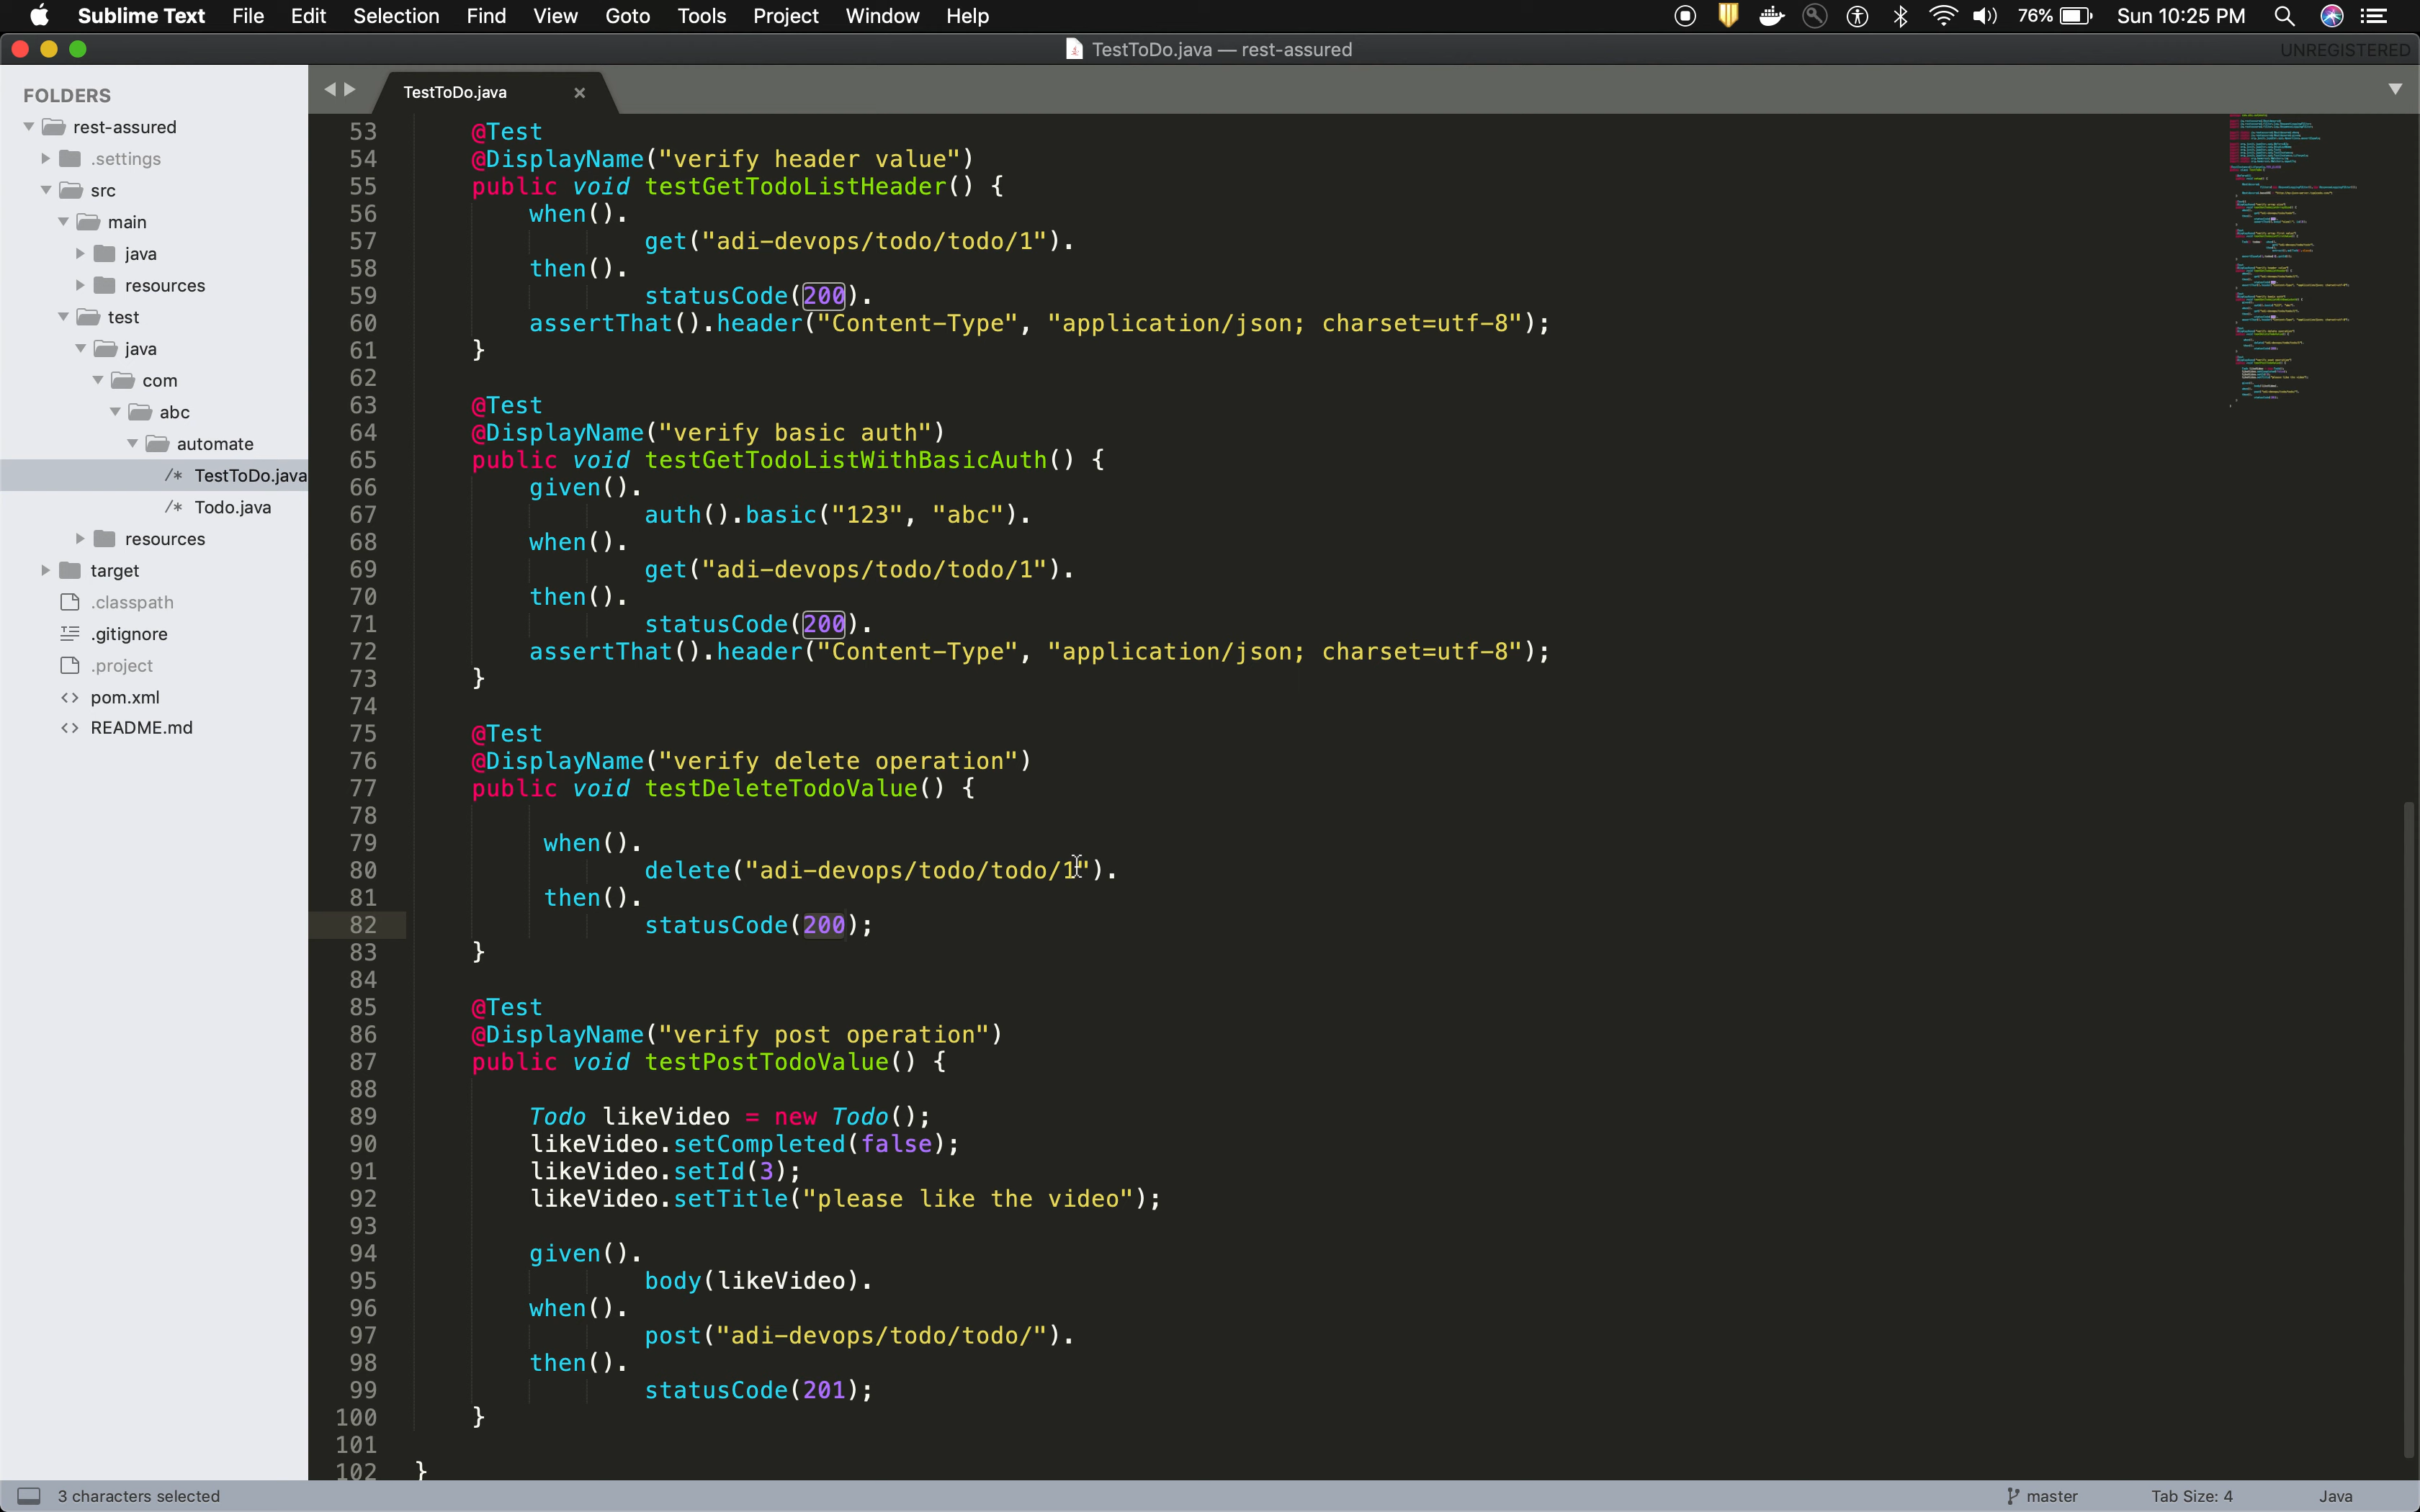 Sublime Text File Edit Selection Find View Goto Tools Project Window Help 76% Sun 10:25 PM
TestToDo.java — rest-assured UNREGISTERED
FOLDERS
rest-assured
.settings
src
main
java
resources
test
java
com
abc
automate
/* TestToDo.java
/* Todo.java
resources
target
.classpath
.gitignore
.project
<> pom.xml
<> README.md
TestToDo.java ×
53 @Test
54 @DisplayName("verify header value")
55 public void testGetTodoListHeader() {
56 when().
57 get("adi-devops/todo/todo/1").
58 then().
59 statusCode(200).
60 assertThat().header("Content-Type", "application/json; charset=utf-8");
61 }
62
63 @Test
64 @DisplayName("verify basic auth")
65 public void testGetTodoListWithBasicAuth() {
66 given().
67 auth().basic("123", "abc").
68 when().
69 get("adi-devops/todo/todo/1").
70 then().
71 statusCode(200).
72 assertThat().header("Content-Type", "application/json; charset=utf-8");
73 }
74
75 @Test
76 @DisplayName("verify delete operation")
77 public void testDeleteTodoValue() {
78
79 when().
80 delete("adi-devops/todo/todo/1").
81 then().
82 statusCode(200);
83 }
84
85 @Test
86 @DisplayName("verify post operation")
87 public void testPostTodoValue() {
88
89 Todo likeVideo = new Todo();
90 likeVideo.setCompleted(false);
91 likeVideo.setId(3);
92 likeVideo.setTitle("please like the video");
93
94 given().
95 body(likeVideo).
96 when().
97 post("adi-devops/todo/todo/").
98 then().
99 statusCode(201);
100 }
101
102 }
3 characters selected master Tab Size: 4 Java